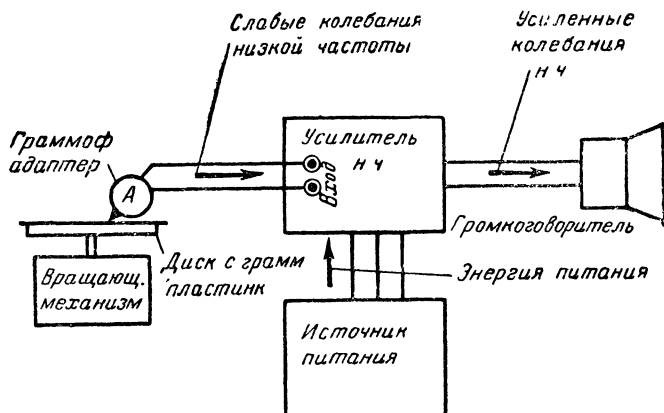 Слабые колебания
низкой частоты
Усиленные
колебания
н ч
Граммоф
адаптер
А
Усилитель
н ч
Вход
Громкоговоритель
Вращающ.
механизм
Диск с грамм
пластинк
Энергия питания
Источник
питания